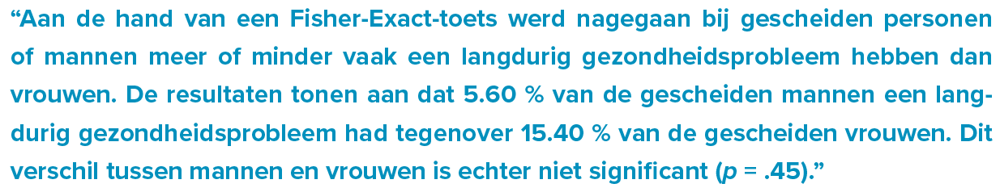 “Aan de hand van een Fisher-Exact-toets werd nagegaan bij gescheiden personen
of mannen meer of minder vaak een langdurig gezondheidsprobleem hebben dan
vrouwen. De resultaten tonen aan dat 5.60 % van de gescheiden mannen een lang-
durig gezondheidsprobleem had tegenover 15.40 % van de gescheiden vrouwen. Dit
verschil tussen mannen en vrouwen is echter niet significant (p = .45).”